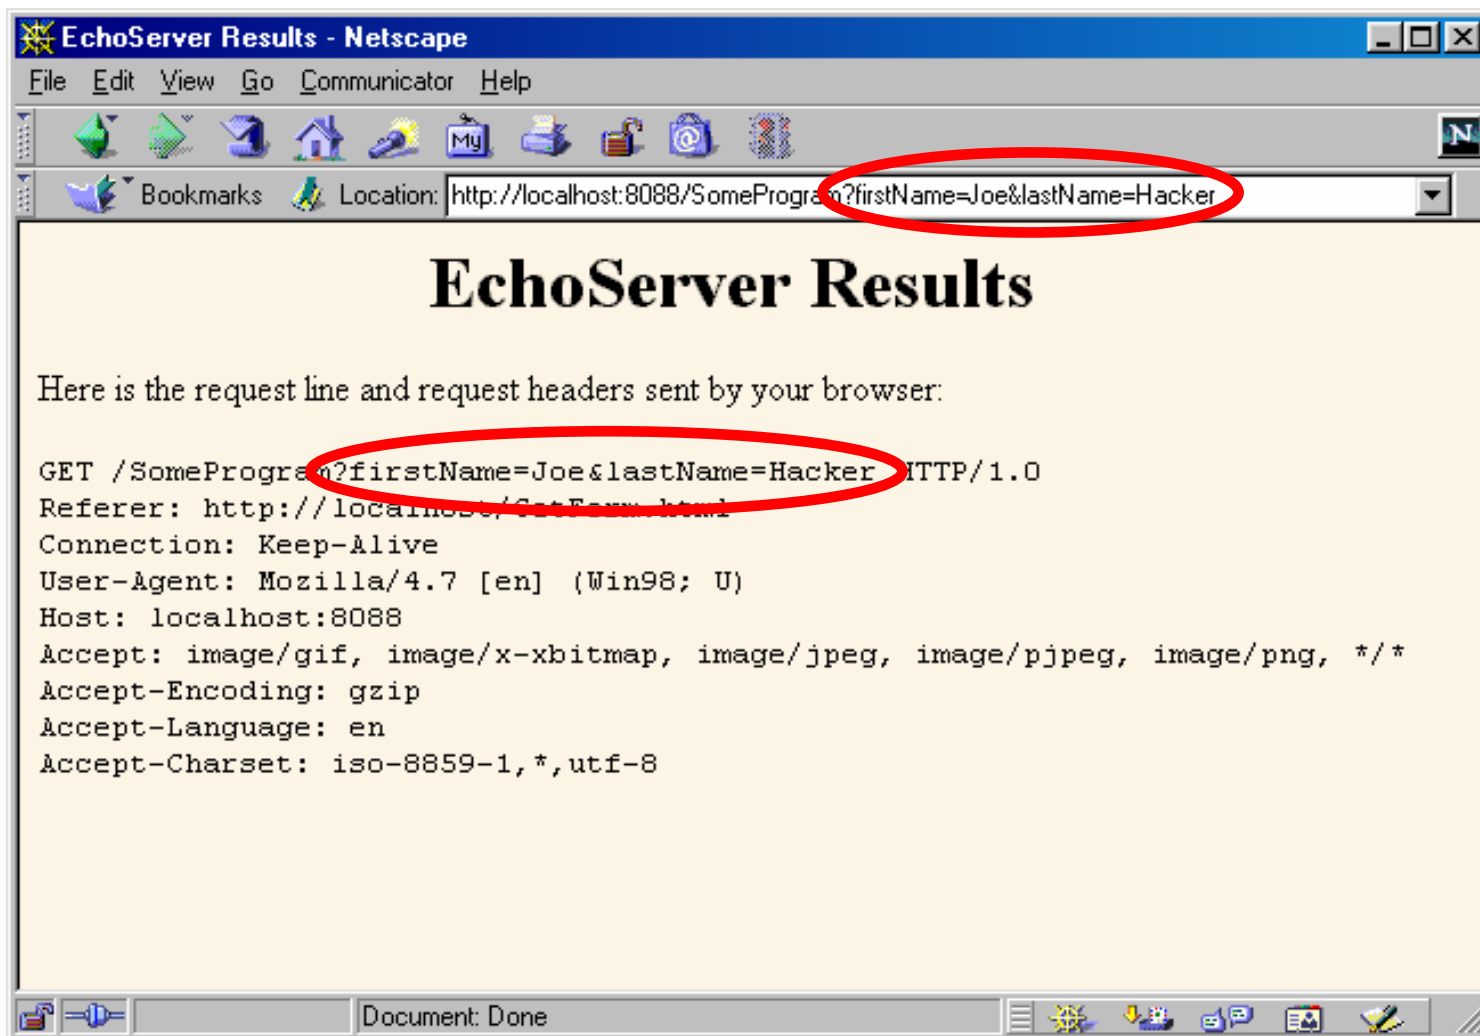 EchoServer Results - Netscape
File Edit View Go Communicator Help
My N
Bookmarks Location: http://localhost:8088/SomeProgram?firstName=Joe&lastName=Hacker
EchoServer Results
Here is the request line and request headers sent by your browser:
GET /SomeProgram?firstName=Joe&lastName=Hacker HTTP/1.0
Referer: http://localhost/GetForm.html
Connection: Keep-Alive
User-Agent: Mozilla/4.7 [en] (Win98; U)
Host: localhost:8088
Accept: image/gif, image/x-xbitmap, image/jpeg, image/pjpeg, image/png, */*
Accept-Encoding: gzip
Accept-Language: en
Accept-Charset: iso-8859-1,*,utf-8
Document: Done